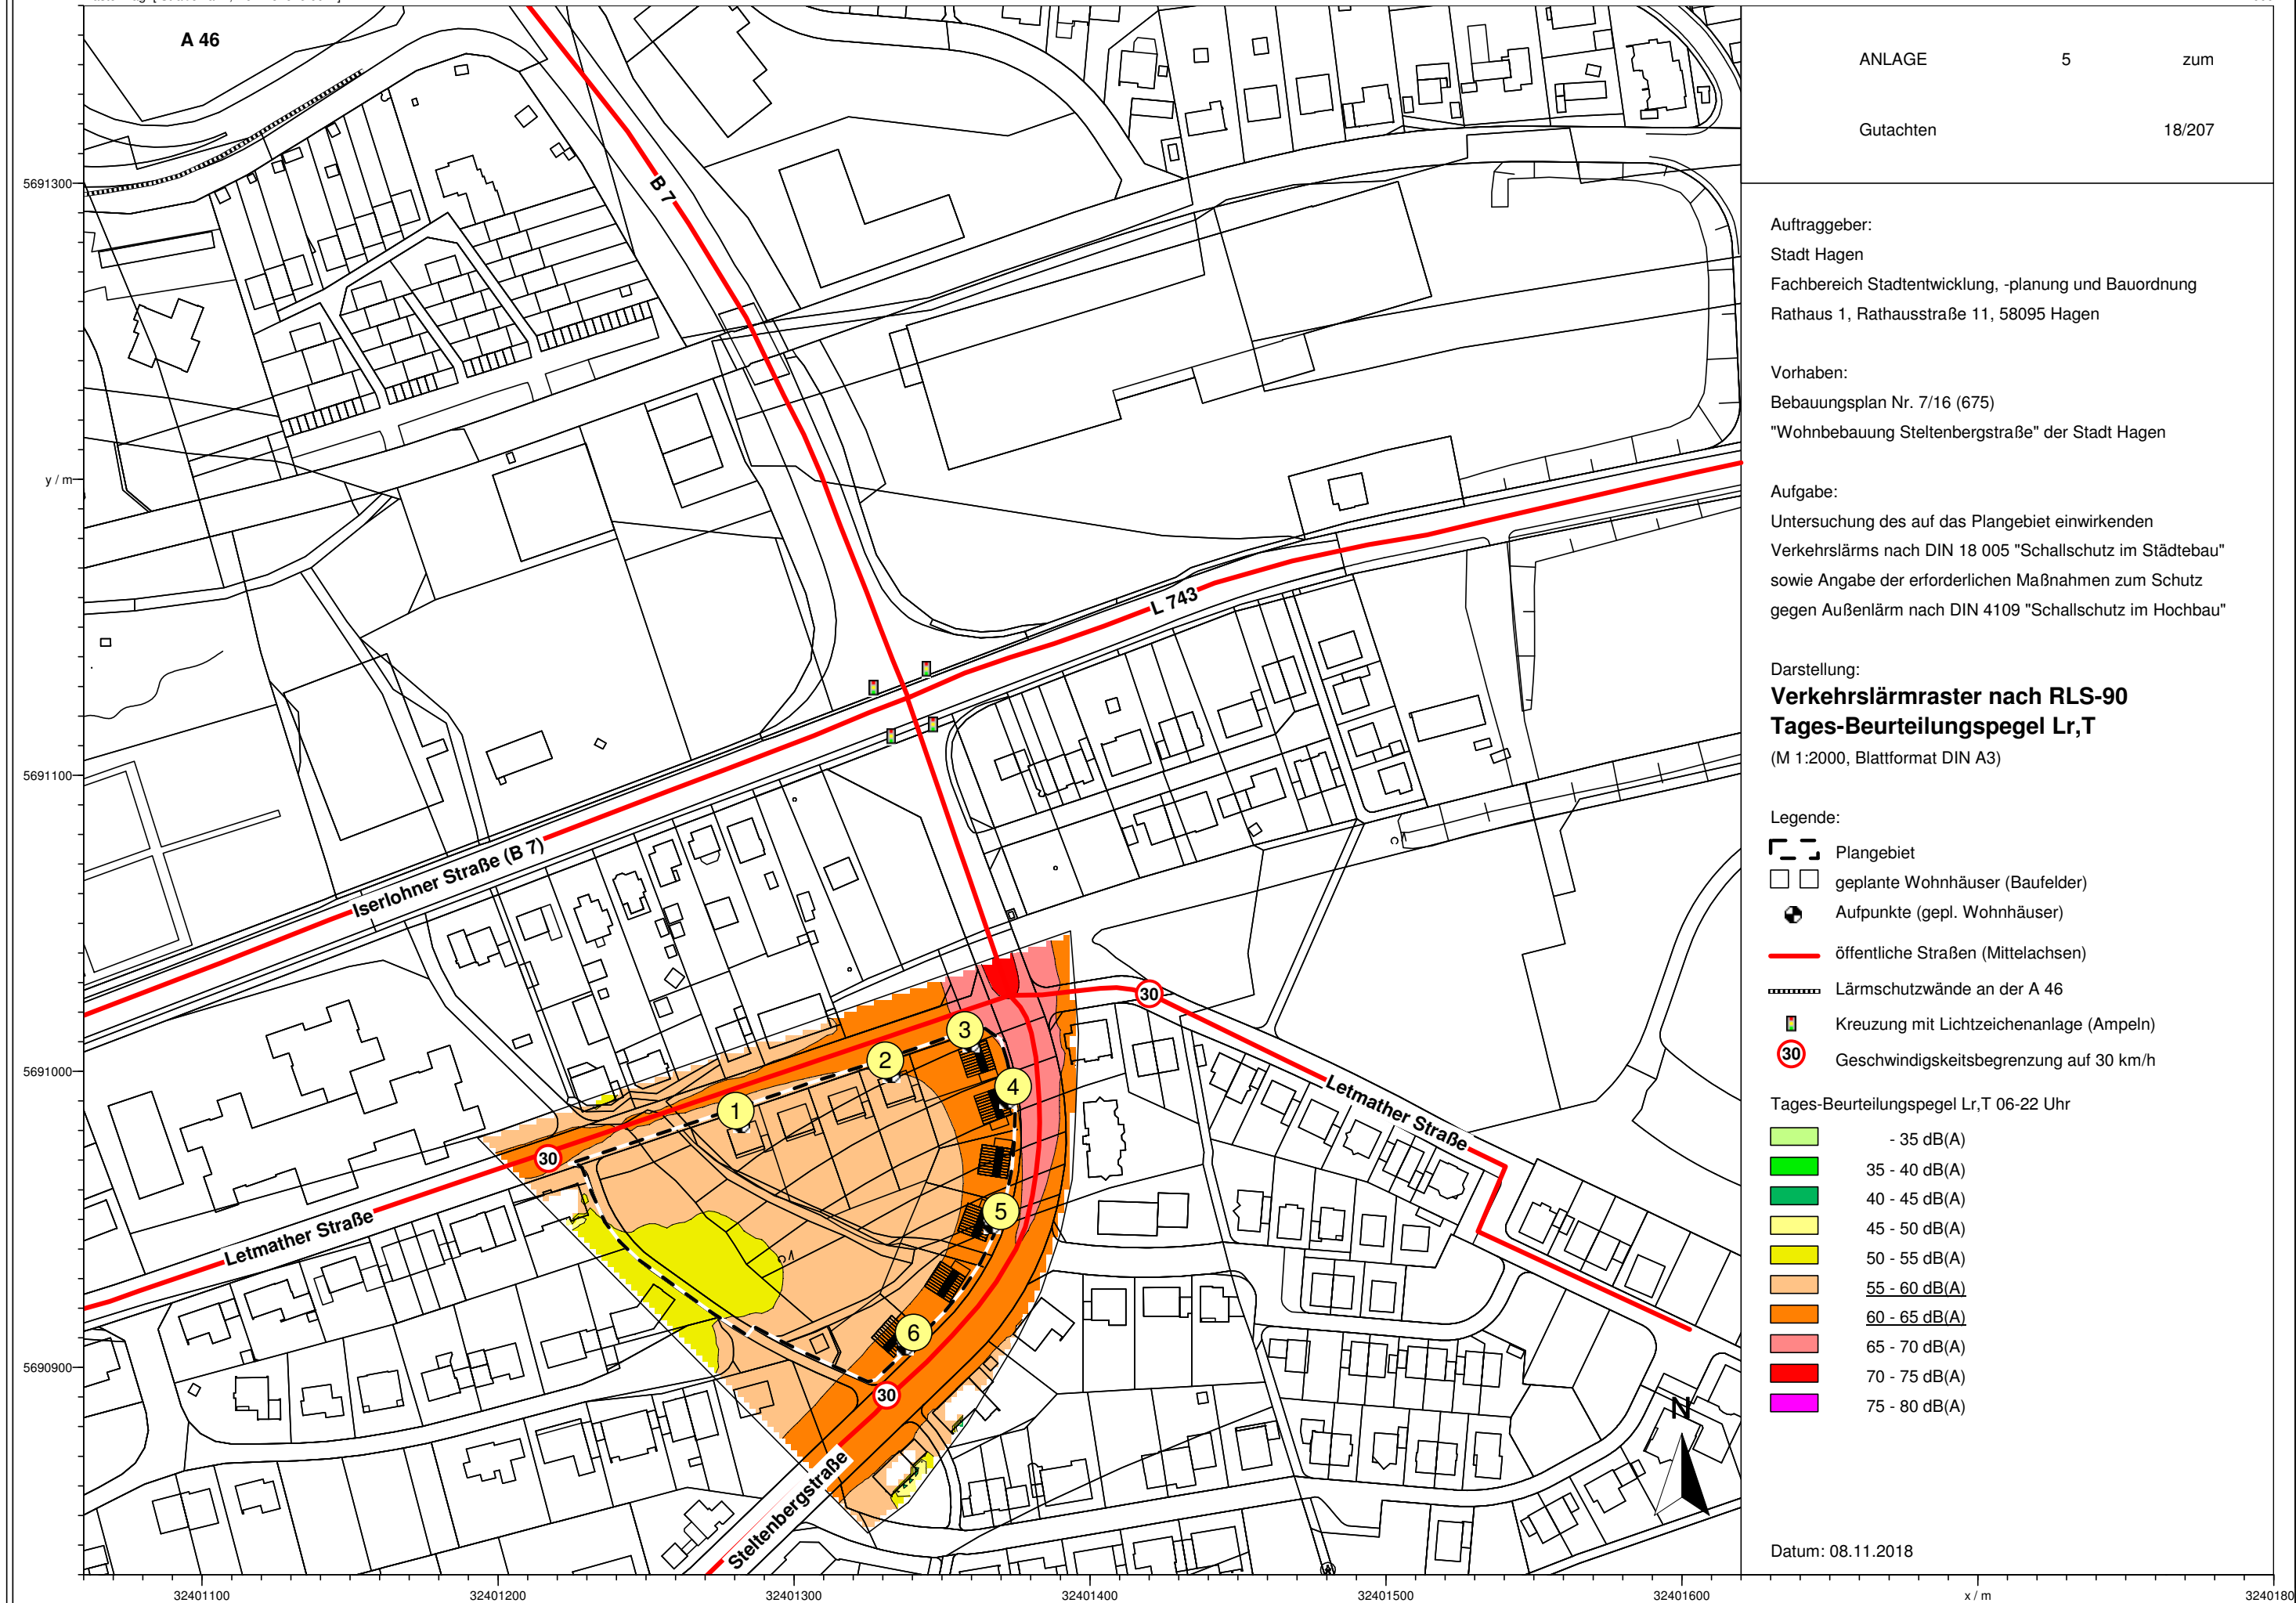 A 46
B 7
L 743
Iserlohner Straße (B 7)
Letmather Straße
Letmather Straße
Steltenbergstraße
30
30
30
1
2
3
4
5
6
N
5691300
y / m
5691100
5691000
5690900
32401100
32401200
32401300
32401400
32401500
32401600
x / m
3240180
ANLAGE 5 zum
Gutachten 18/207
Auftraggeber:
Stadt Hagen
Fachbereich Stadtentwicklung, -planung und Bauordnung
Rathaus 1, Rathausstraße 11, 58095 Hagen
Vorhaben:
Bebauungsplan Nr. 7/16 (675)
"Wohnbebauung Steltenbergstraße" der Stadt Hagen
Aufgabe:
Untersuchung des auf das Plangebiet einwirkenden
Verkehrslärms nach DIN 18 005 "Schallschutz im Städtebau"
sowie Angabe der erforderlichen Maßnahmen zum Schutz
gegen Außenlärm nach DIN 4109 "Schallschutz im Hochbau"
Darstellung:
Verkehrslärmraster nach RLS-90
Tages-Beurteilungspegel Lr,T
(M 1:2000, Blattformat DIN A3)
Legende:
Plangebiet
geplante Wohnhäuser (Baufelder)
Aufpunkte (gepl. Wohnhäuser)
öffentliche Straßen (Mittelachsen)
Lärmschutzwände an der A 46
Kreuzung mit Lichtzeichenanlage (Ampeln)
30 Geschwindigskeitsbegrenzung auf 30 km/h
Tages-Beurteilungspegel Lr,T 06-22 Uhr
- 35 dB(A)
35 - 40 dB(A)
40 - 45 dB(A)
45 - 50 dB(A)
50 - 55 dB(A)
55 - 60 dB(A)
60 - 65 dB(A)
65 - 70 dB(A)
70 - 75 dB(A)
75 - 80 dB(A)
Datum: 08.11.2018